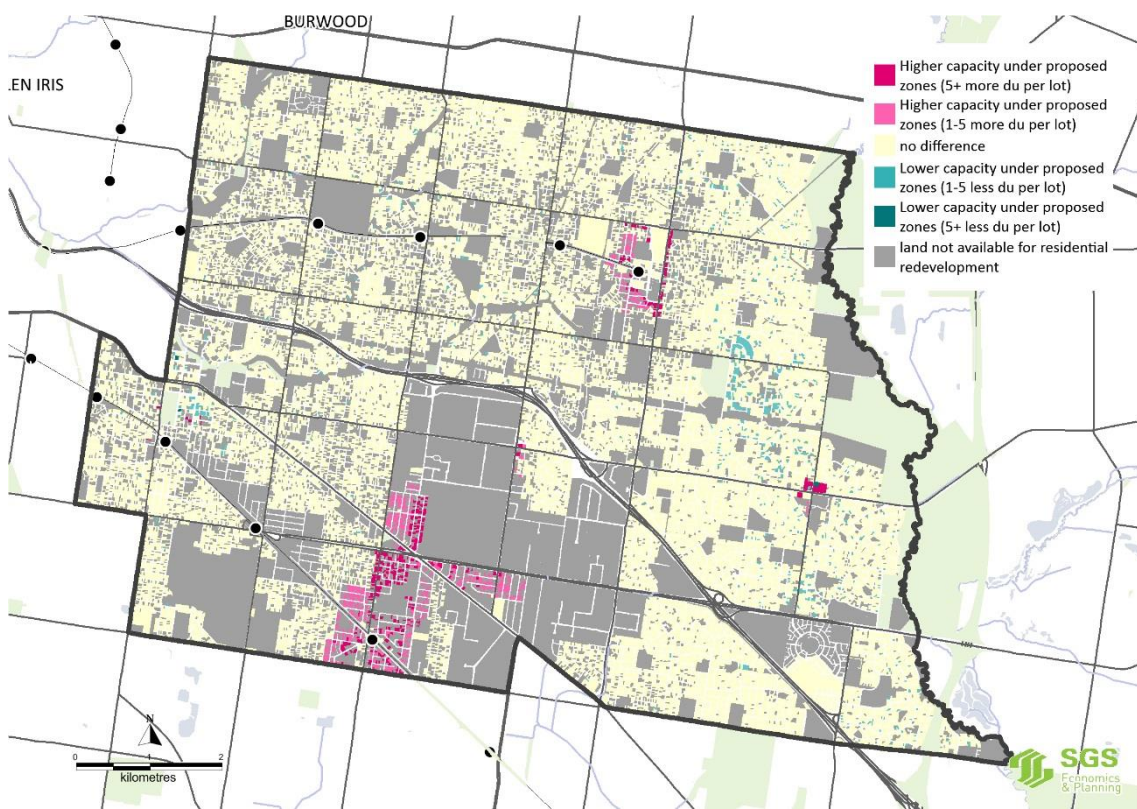 BURWOOD
LEN IRIS
Higher capacity under proposed
zones (5+ more du per lot)
Higher capacity under proposed
zones (1-5 more du per lot)
no difference
Lower capacity under proposed
zones (1-5 less du per lot)
Lower capacity under proposed
zones (5+ less du per lot)
land not available for residential
redevelopment
N
0 1 2
kilometres
SGS
Economics
& Planning